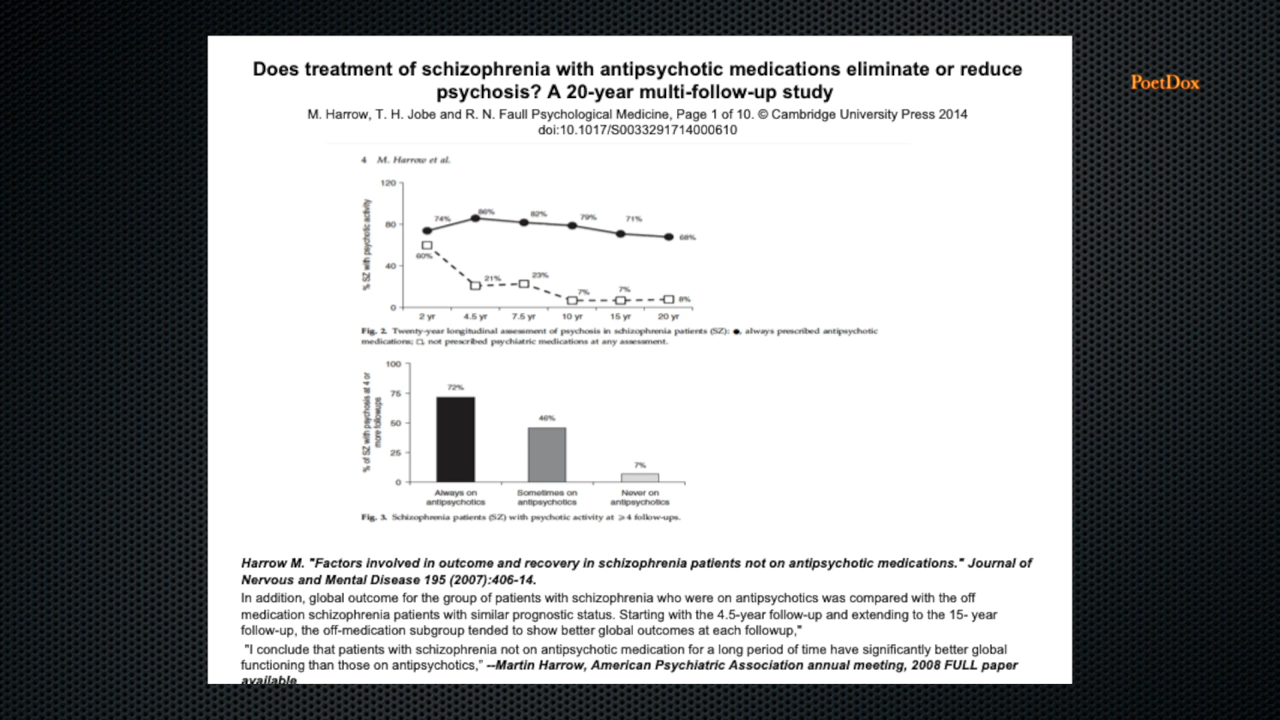 Does treatment of schizophrenia with antipsychotic medications eliminate or reduce
psychosis? A 20-year multi-follow-up study
PoetDox
M. Harrow, T. H. Jobe and R. N. Faull Psychological Medicine, Page 1 of 10. © Cambridge University Press 2014
doi:10.1017/S0033291714000610
4 M. Harrow et al.
% SZ with psychotic activity
120
80
40
0
74%
86%
82%
79%
71%
68%
60%
21%
23%
7%
7%
8%
2 yr 4.5 yr 7.5 yr 10 yr 15 yr 20 yr
Fig. 2. Twenty-year longitudinal assessment of psychosis in schizophrenia patients (SZ): ●, always prescribed antipsychotic
medications; □, not prescribed psychiatric medications at any assessment.
% of SZ with psychosis at 4 or
more followups
100
75
50
25
0
72%
46%
7%
Always on
antipsychotics
Sometimes on
antipsychotics
Never on
antipsychotics
Fig. 3. Schizophrenia patients (SZ) with psychotic activity at ⩾4 follow-ups.
Harrow M. "Factors involved in outcome and recovery in schizophrenia patients not on antipsychotic medications." Journal of
Nervous and Mental Disease 195 (2007):406-14.
In addition, global outcome for the group of patients with schizophrenia who were on antipsychotics was compared with the off
medication schizophrenia patients with similar prognostic status. Starting with the 4.5-year follow-up and extending to the 15- year
follow-up, the off-medication subgroup tended to show better global outcomes at each followup,"
"I conclude that patients with schizophrenia not on antipsychotic medication for a long period of time have significantly better global
functioning than those on antipsychotics," --Martin Harrow, American Psychiatric Association annual meeting, 2008 FULL paper
available